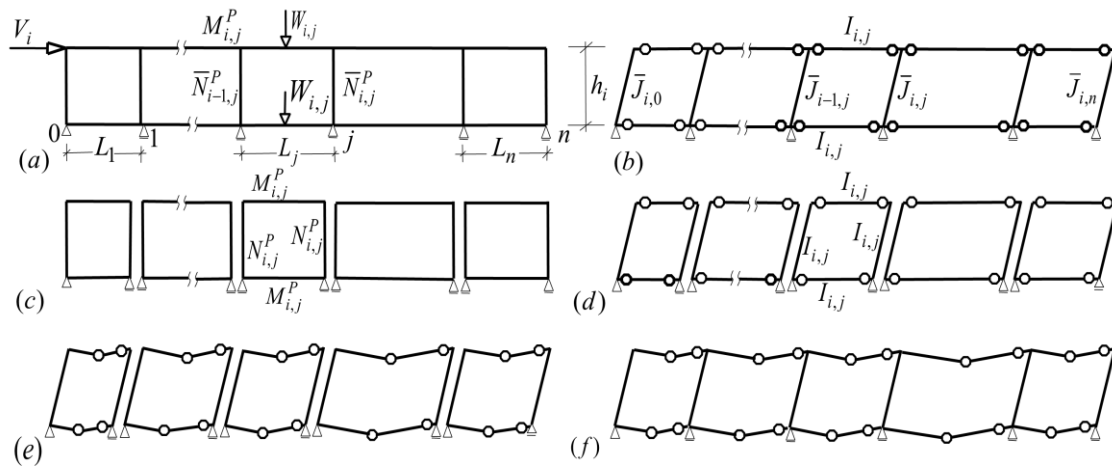 V_i M^P_{i,j} W_{i,j}
N̄^P_{i-1,j} W_{i,j} N̄^P_{i,j}
0 1 j n
(a) L_1 L_j L_n
I_{i,j}
h_i J̄_{i,0} J̄_{i-1,j} J̄_{i,j} J̄_{i,n}
(b) I_{i,j}
M^P_{i,j}
N^P_{i,j} N^P_{i,j}
(c) M^P_{i,j}
I_{i,j}
I_{i,j} I_{i,j}
(d) I_{i,j}
(e)
(f)